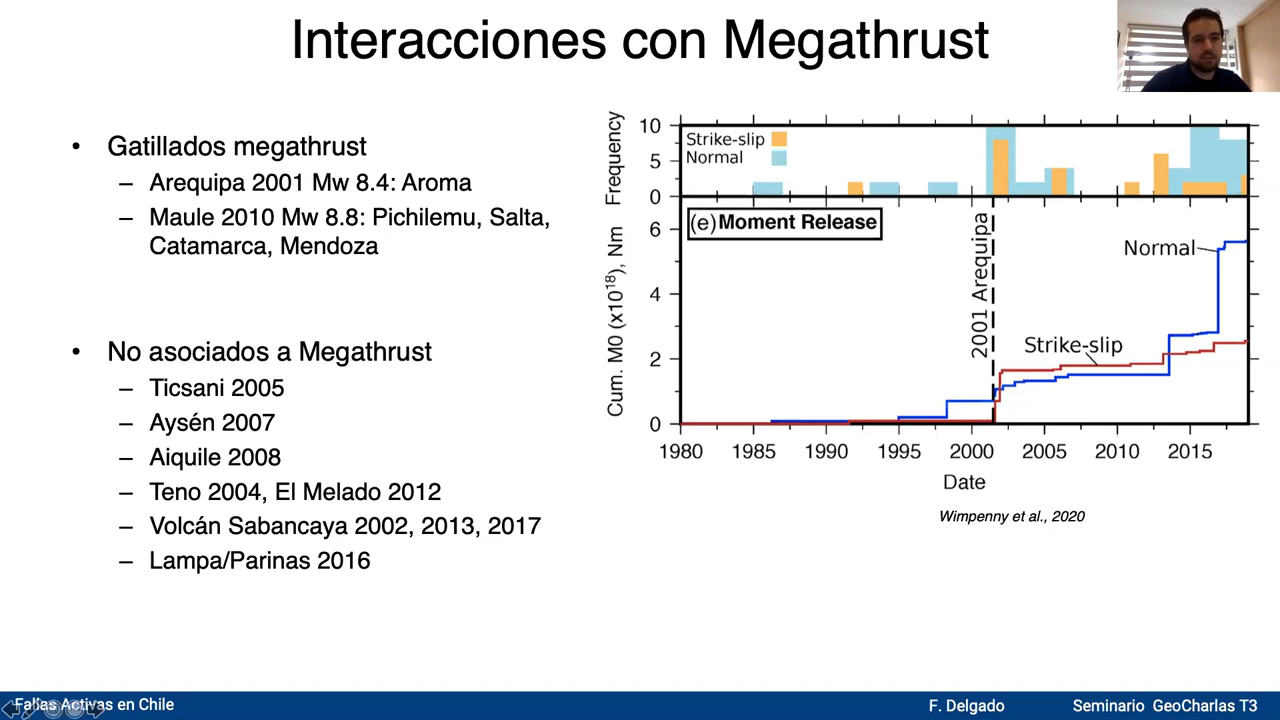 Interacciones con Megathrust
• Gatillados megathrust
– Arequipa 2001 Mw 8.4: Aroma
– Maule 2010 Mw 8.8: Pichilemu, Salta,
Catamarca, Mendoza
• No asociados a Megathrust
– Ticsani 2005
– Aysén 2007
– Aiquile 2008
– Teno 2004, El Melado 2012
– Volcán Sabancaya 2002, 2013, 2017
– Lampa/Parinas 2016
Frequency
10
5
0
Strike-slip
Normal
Cum. M0 (x10^18), Nm
6
4
2
0
(e) Moment Release
2001 Arequipa
Normal
Strike-slip
1980 1985 1990 1995 2000 2005 2010 2015
Date
Wimpenny et al., 2020
Fallas Activas en Chile
F. Delgado
Seminario GeoCharlas T3